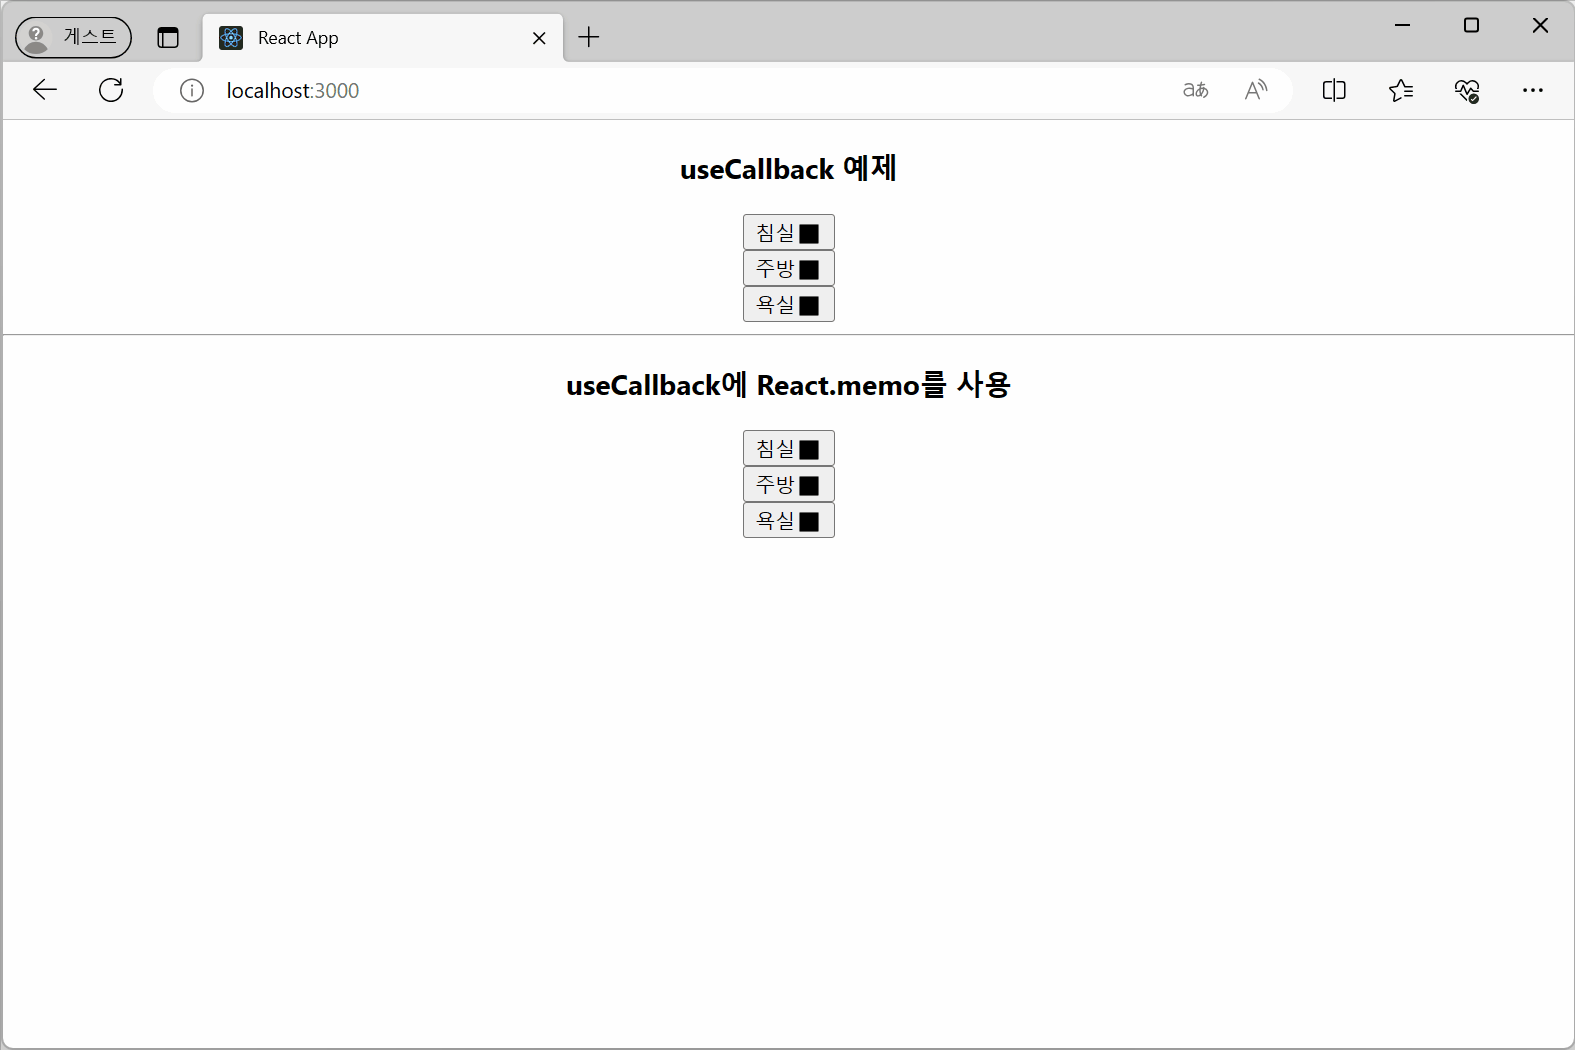 게스트
React App
localhost:3000
aあ
A
useCallback 예제
침실 ⬛
주방 ⬛
욕실 ⬛
useCallback에 React.memo를 사용
침실 ⬛
주방 ⬛
욕실 ⬛